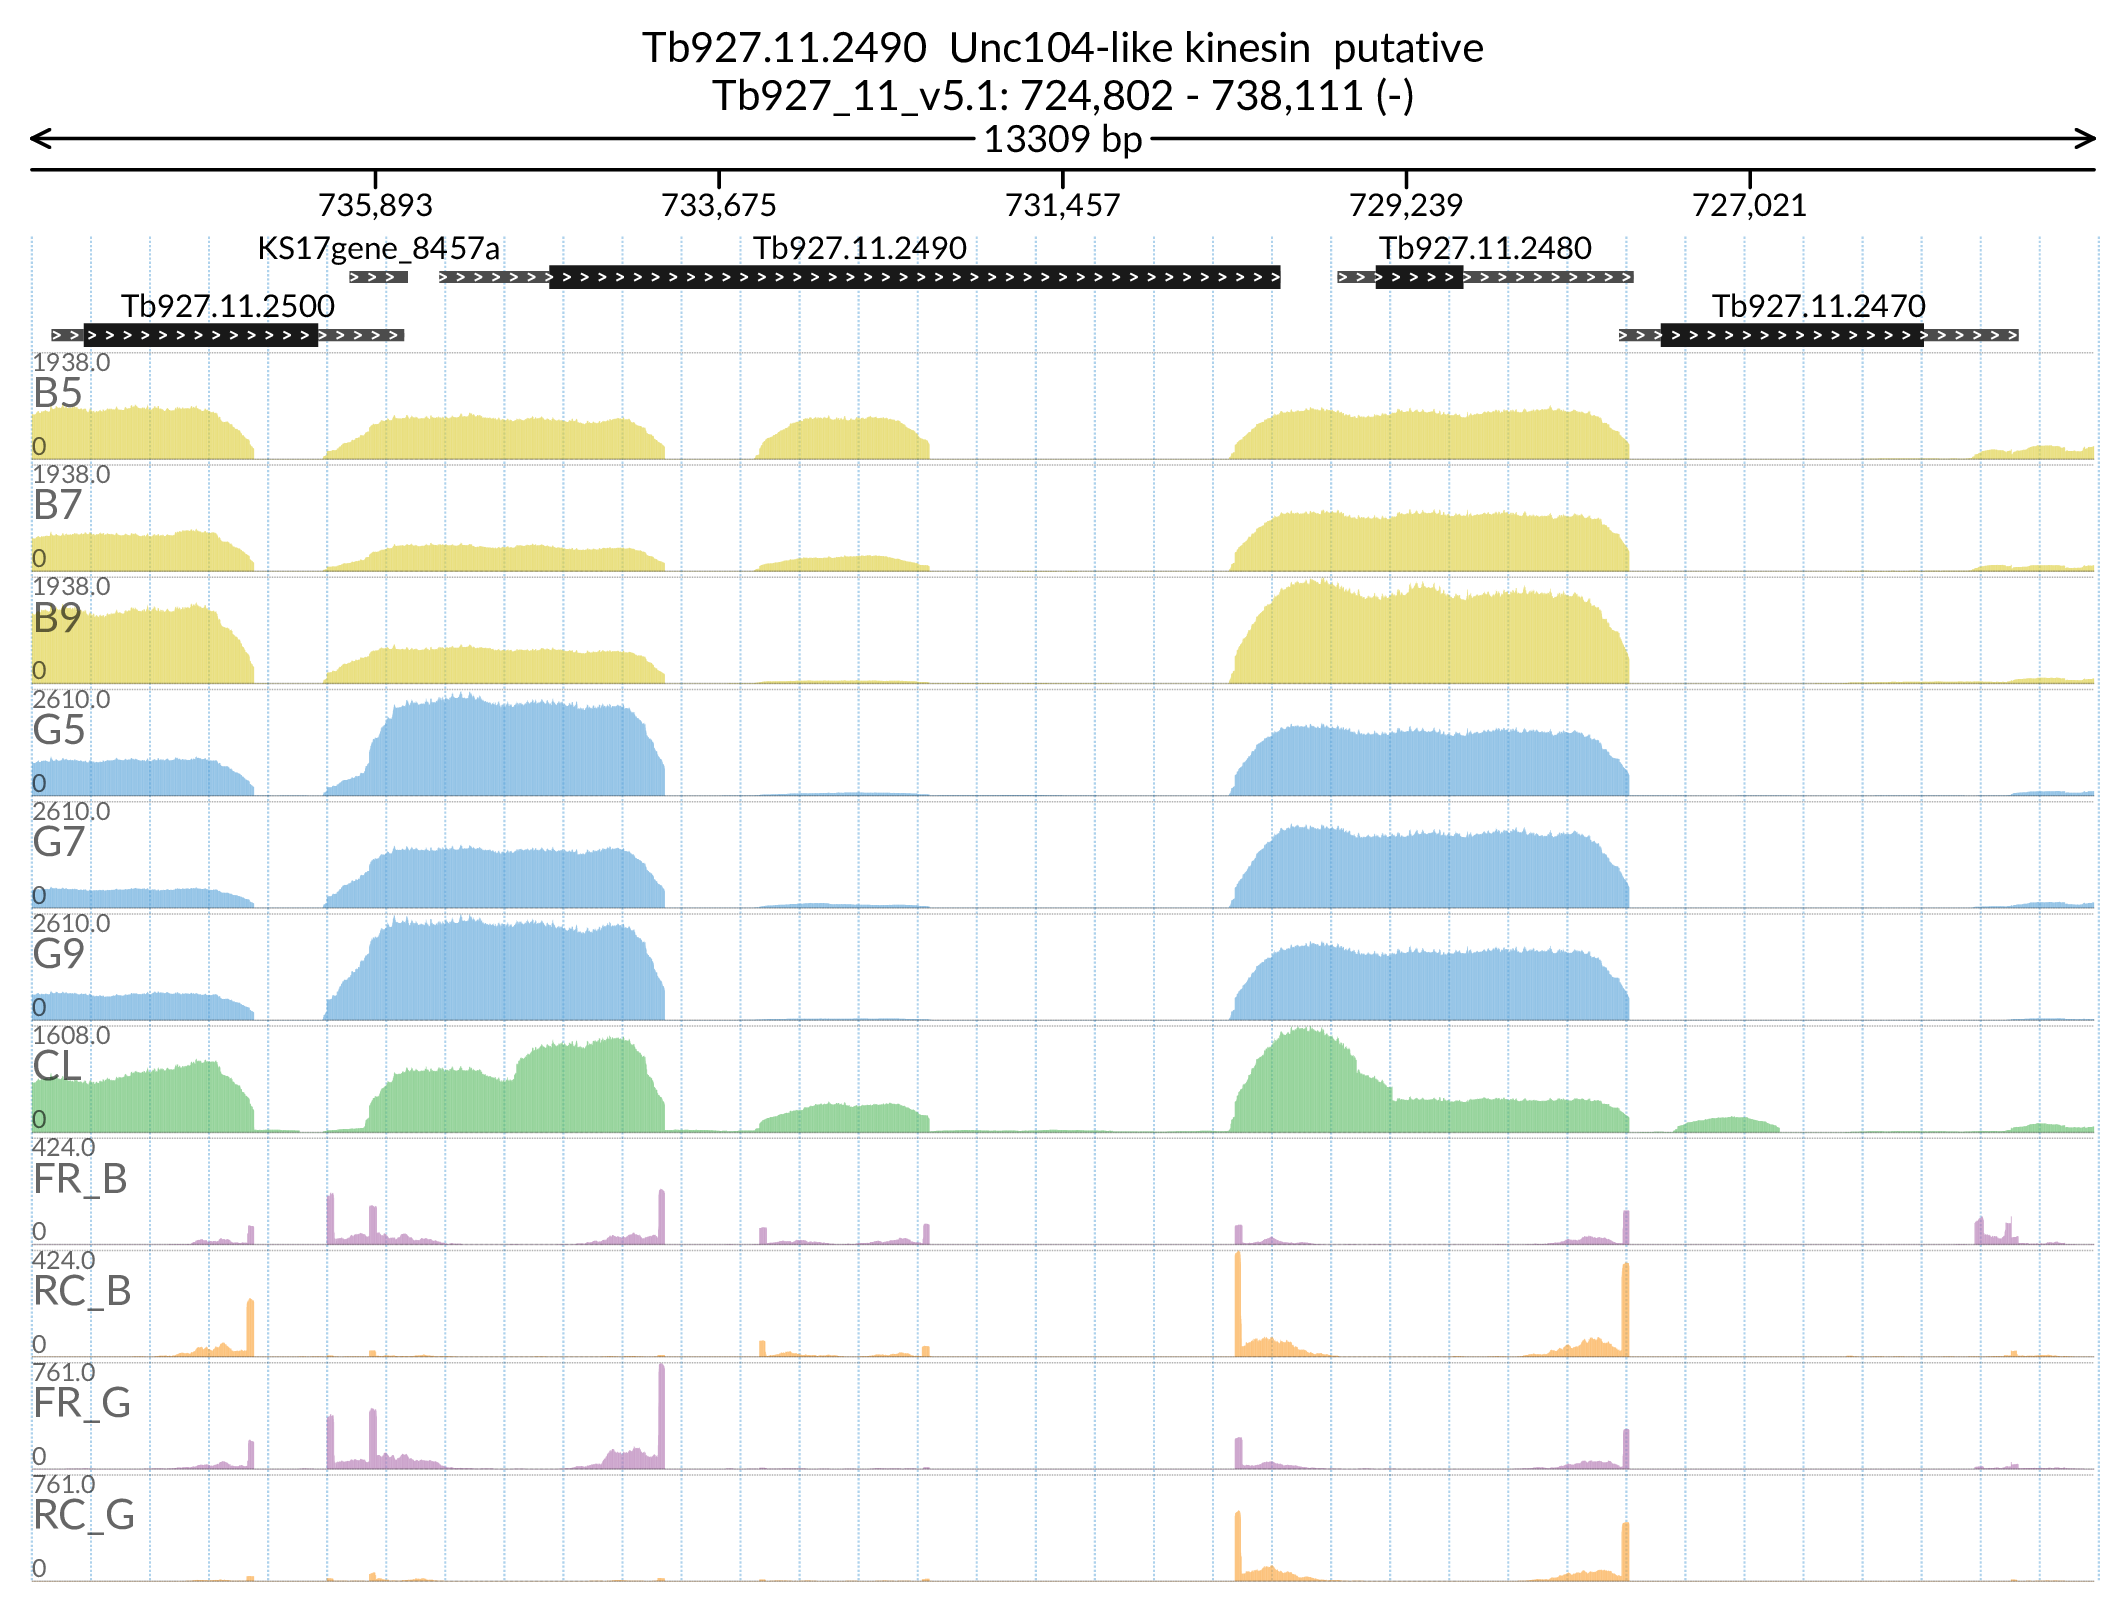 Tb927.11.2490  Unc104-like kinesin  putative
Tb927_11_v5.1: 724,802 - 738,111 (-)
13309 bp
735,893 733,675 731,457 729,239 727,021
KS17gene_8457a Tb927.11.2490 Tb927.11.2480
Tb927.11.2500 Tb927.11.2470
1938.0
B5
0
1938.0
B7
0
1938.0
B9
0
2610.0
G5
0
2610.0
G7
0
2610.0
G9
0
1608.0
CL
0
424.0
FR_B
0
424.0
RC_B
0
761.0
FR_G
0
761.0
RC_G
0